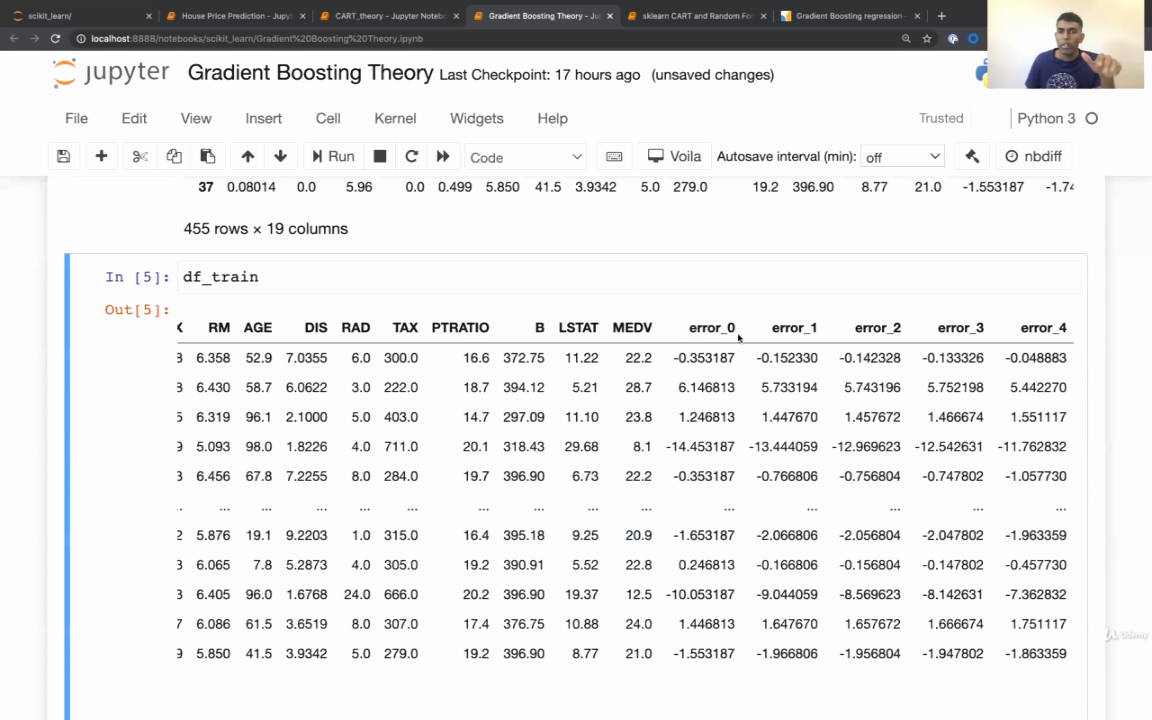 scikit_learn/ House Price Prediction - Jupy CART_theory - Jupyter Noteb Gradient Boosting Theory - Ju sklearn CART and Random Fo Gradient Boosting regression -
localhost:8888/notebooks/scikit_learn/Gradient%20Boosting%20Theory.ipynb
jupyter Gradient Boosting Theory Last Checkpoint: 17 hours ago (unsaved changes)
File Edit View Insert Cell Kernel Widgets Help Trusted Python 3
Run Code Voila Autosave interval (min): off nbdiff
37 0.08014 0.0 5.96 0.0 0.499 5.850 41.5 3.9342 5.0 279.0 19.2 396.90 8.77 21.0 -1.553187 -1.74
455 rows × 19 columns
In [5]: df_train
Out[5]:
X RM AGE DIS RAD TAX PTRATIO B LSTAT MEDV error_0 error_1 error_2 error_3 error_4
3 6.358 52.9 7.0355 6.0 300.0 16.6 372.75 11.22 22.2 -0.353187 -0.152330 -0.142328 -0.133326 -0.048883
3 6.430 58.7 6.0622 3.0 222.0 18.7 394.12 5.21 28.7 6.146813 5.733194 5.743196 5.752198 5.442270
5 6.319 96.1 2.1000 5.0 403.0 14.7 297.09 11.10 23.8 1.246813 1.447670 1.457672 1.466674 1.551117
9 5.093 98.0 1.8226 4.0 711.0 20.1 318.43 29.68 8.1 -14.453187 -13.444059 -12.969623 -12.542631 -11.762832
3 6.456 67.8 7.2255 8.0 284.0 19.7 396.90 6.73 22.2 -0.353187 -0.766806 -0.756804 -0.747802 -1.057730
.. ... ... ... ... ... ... ... ... ... ... ... ... ... ...
2 5.876 19.1 9.2203 1.0 315.0 16.4 395.18 9.25 20.9 -1.653187 -2.066806 -2.056804 -2.047802 -1.963359
3 6.065 7.8 5.2873 4.0 305.0 19.2 390.91 5.52 22.8 0.246813 -0.166806 -0.156804 -0.147802 -0.457730
3 6.405 96.0 1.6768 24.0 666.0 20.2 396.90 19.37 12.5 -10.053187 -9.044059 -8.569623 -8.142631 -7.362832
7 6.086 61.5 3.6519 8.0 307.0 17.4 376.75 10.88 24.0 1.446813 1.647670 1.657672 1.666674 1.751117
9 5.850 41.5 3.9342 5.0 279.0 19.2 396.90 8.77 21.0 -1.553187 -1.966806 -1.956804 -1.947802 -1.863359
Udemy